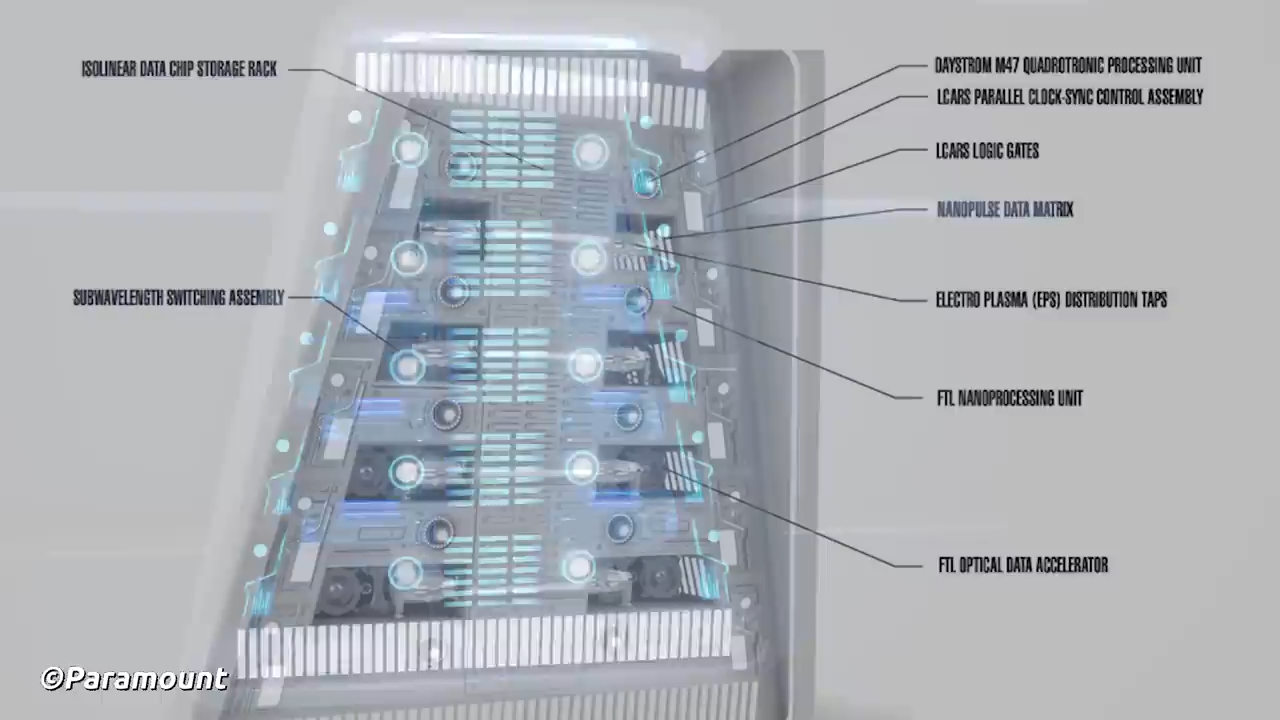 ISOLINEAR DATA CHIP STORAGE RACK
SUBWAVELENGTH SWITCHING ASSEMBLY
DAYSTROM M47 QUADROTRONIC PROCESSING UNIT
LCARS PARALLEL CLOCK-SYNC CONTROL ASSEMBLY
LCARS LOGIC GATES
NANOPULSE DATA MATRIX
ELECTRO PLASMA (EPS) DISTRIBUTION TAPS
FTL NANOPROCESSING UNIT
FTL OPTICAL DATA ACCELERATOR
©Paramount